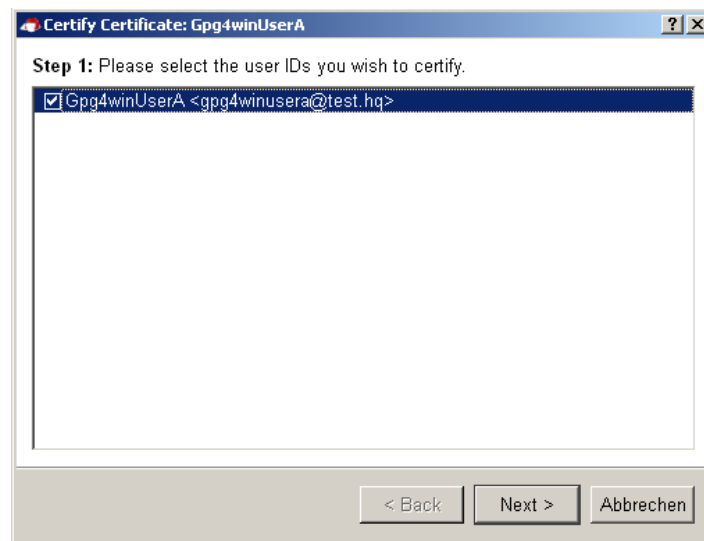 Certify Certificate: Gpg4winUserA
Step 1: Please select the user IDs you wish to certify.
Gpg4winUserA <gpg4winusera@test.hq>
< Back Next > Abbrechen